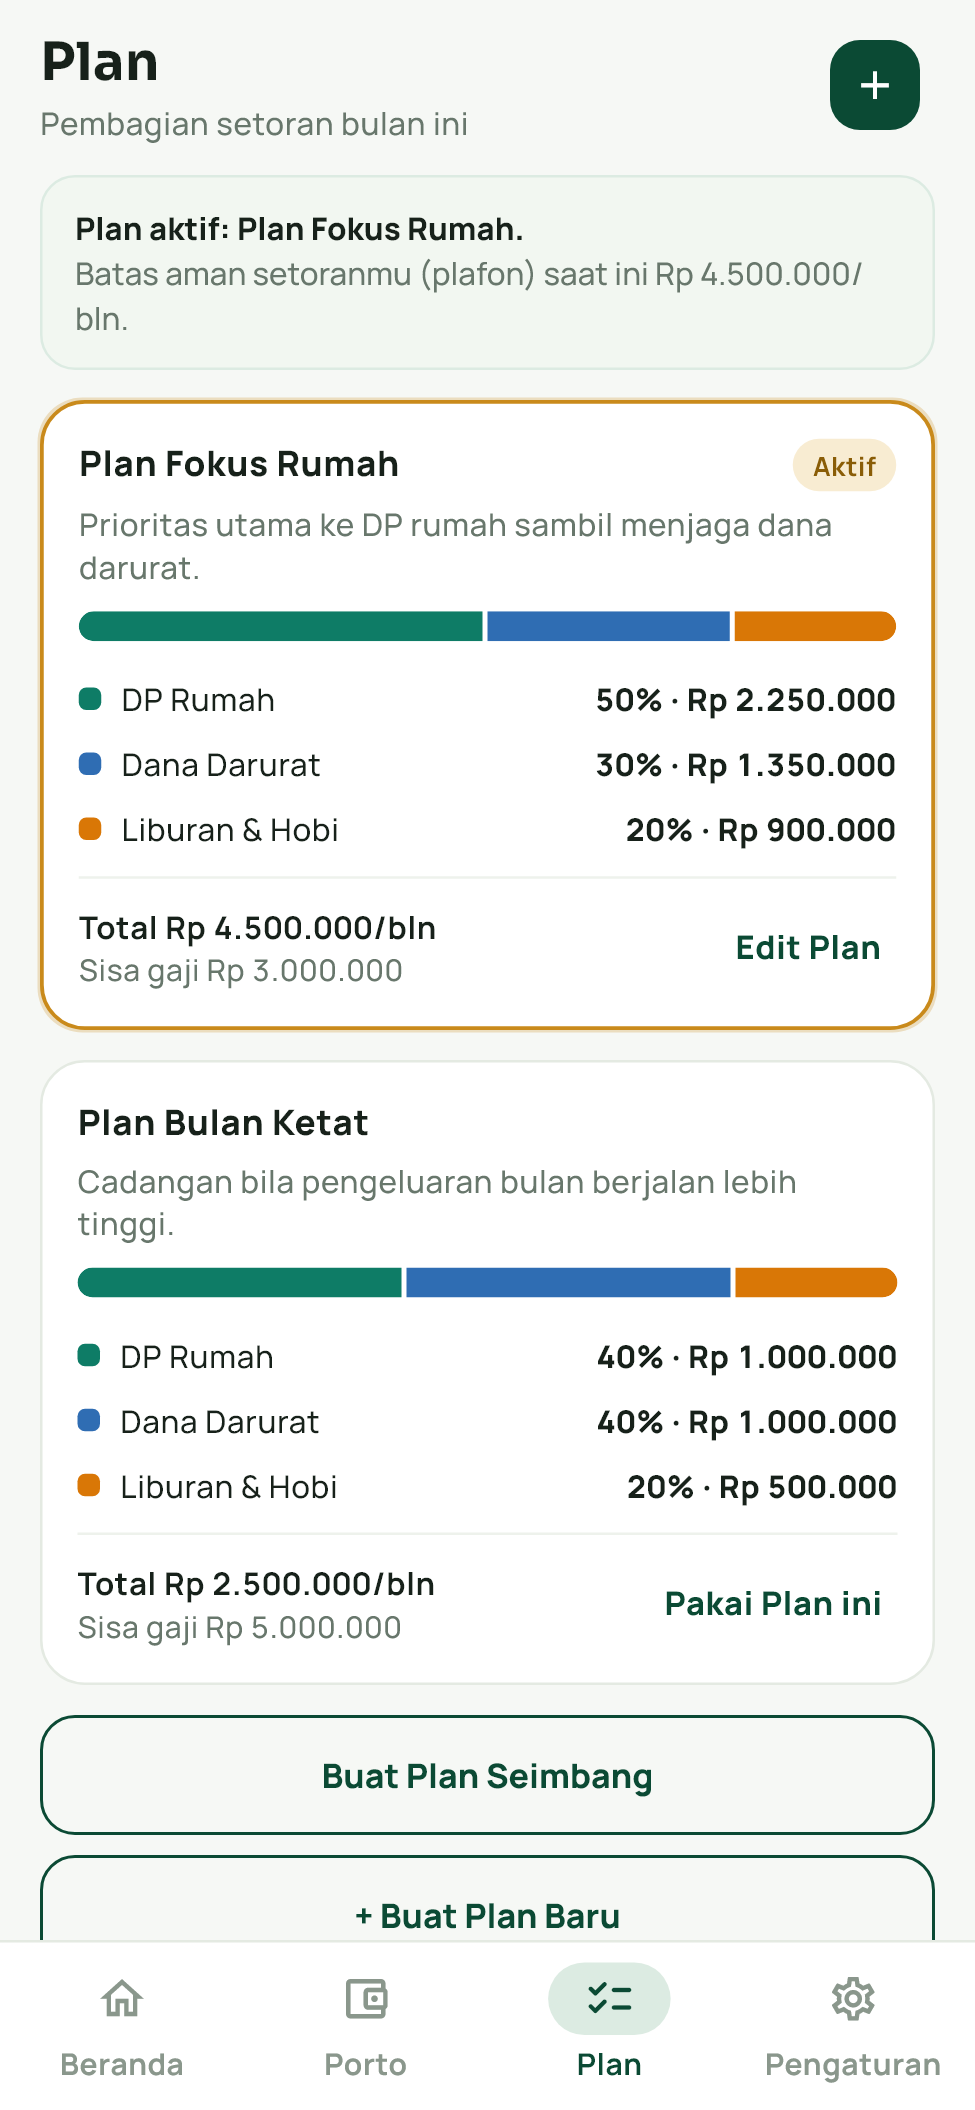 Plan
Pembagian setoran bulan ini
+
Plan aktif: Plan Fokus Rumah.
Batas aman setoranmu (plafon) saat ini Rp 4.500.000/
bln.
Plan Fokus Rumah
Aktif
Prioritas utama ke DP rumah sambil menjaga dana
darurat.
DP Rumah 50% · Rp 2.250.000
Dana Darurat 30% · Rp 1.350.000
Liburan & Hobi 20% · Rp 900.000
Total Rp 4.500.000/bln
Sisa gaji Rp 3.000.000
Edit Plan
Plan Bulan Ketat
Cadangan bila pengeluaran bulan berjalan lebih
tinggi.
DP Rumah 40% · Rp 1.000.000
Dana Darurat 40% · Rp 1.000.000
Liburan & Hobi 20% · Rp 500.000
Total Rp 2.500.000/bln
Sisa gaji Rp 5.000.000
Pakai Plan ini
Buat Plan Seimbang
+ Buat Plan Baru
Beranda
Porto
Plan
Pengaturan